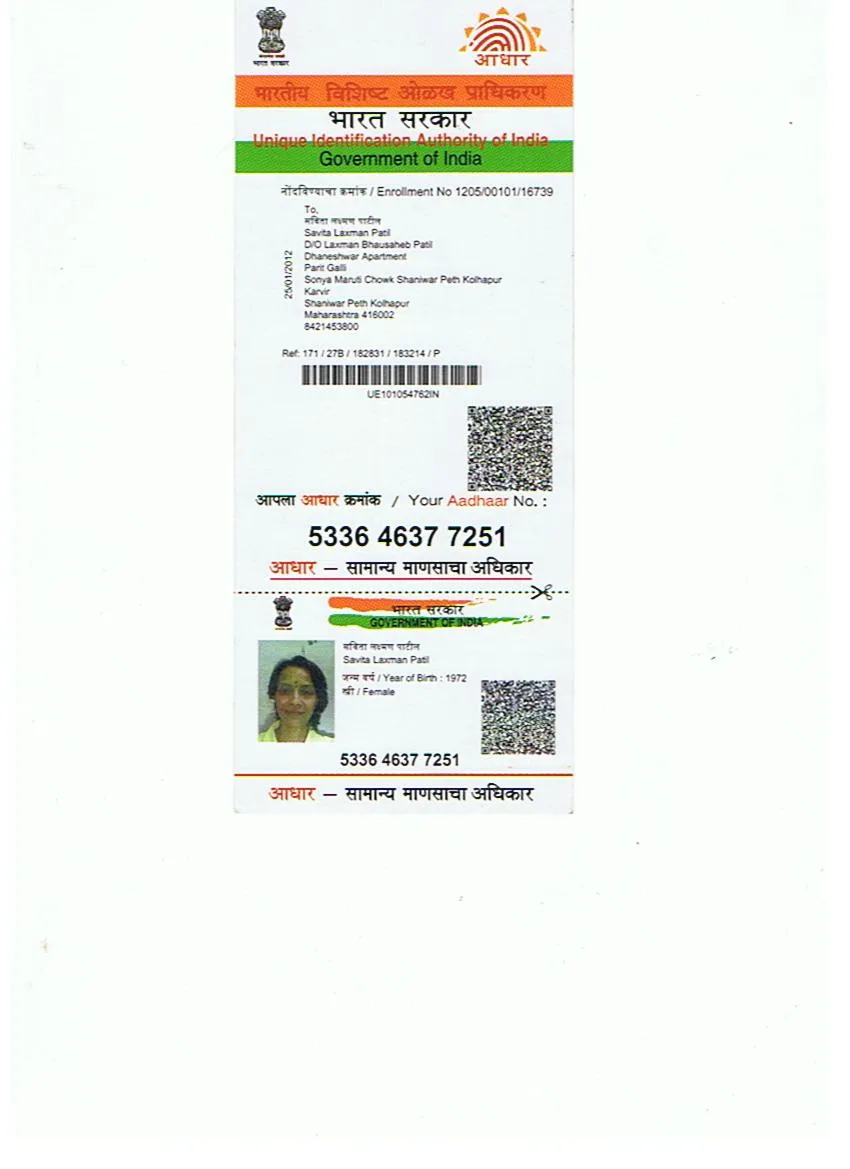 भारत सरकार
आधार
भारतीय विशिष्ट ओळख प्राधिकरण
भारत सरकार
Unique Identification Authority of India
Government of India
नोंदविण्याचा क्रमांक / Enrollment No 1205/00101/16739
To,
सविता लक्ष्मण पाटील
Savita Laxman Patil
D/O Laxman Bhausaheb Patil
Dhaneshwar Apartment
Parit Galli
Sonya Maruti Chowk Shaniwar Peth Kolhapur
Karvir
Shaniwar Peth Kolhapur
Maharashtra 416002
8421453800
25/01/2012
Ref: 171 / 27B / 182831 / 183214 / P
UE101054762IN
आपला आधार क्रमांक / Your Aadhaar No. :
5336 4637 7251
आधार — सामान्य माणसाचा अधिकार
भारत सरकार
GOVERNMENT OF INDIA
सविता लक्ष्मण पाटील
Savita Laxman Patil
जन्म वर्ष / Year of Birth : 1972
स्त्री / Female
5336 4637 7251
आधार — सामान्य माणसाचा अधिकार